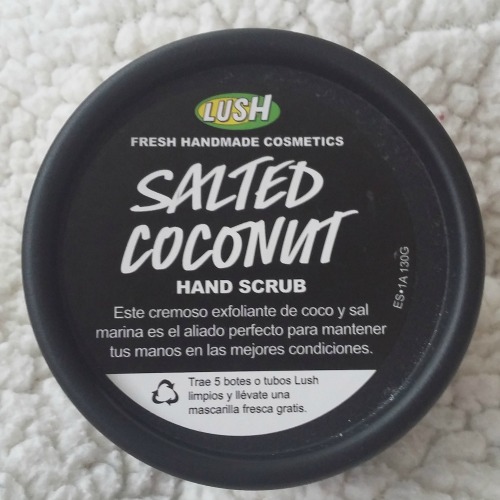 LUSH
FRESH HANDMADE COSMETICS
SALTED
COCONUT
HAND SCRUB
Este cremoso exfoliante de coco y sal
marina es el aliado perfecto para mantener
tus manos en las mejores condiciones.
Trae 5 botes o tubos Lush
limpios y llévate una
mascarilla fresca gratis.
ES•1A 130G